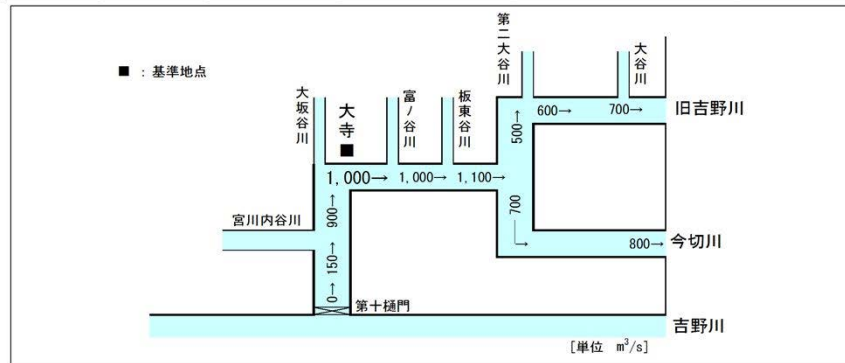 ■ : 基準地点
第二大谷川
大谷川
大坂谷川
大寺
■
富ノ谷川
板東谷川
600→
700→
旧吉野川
500→
1,000→
1,000→
1,100→
900→
宮川内谷川
700
800→
今切川
0→ 150→
第十樋門
吉野川
[単位 m³/s]